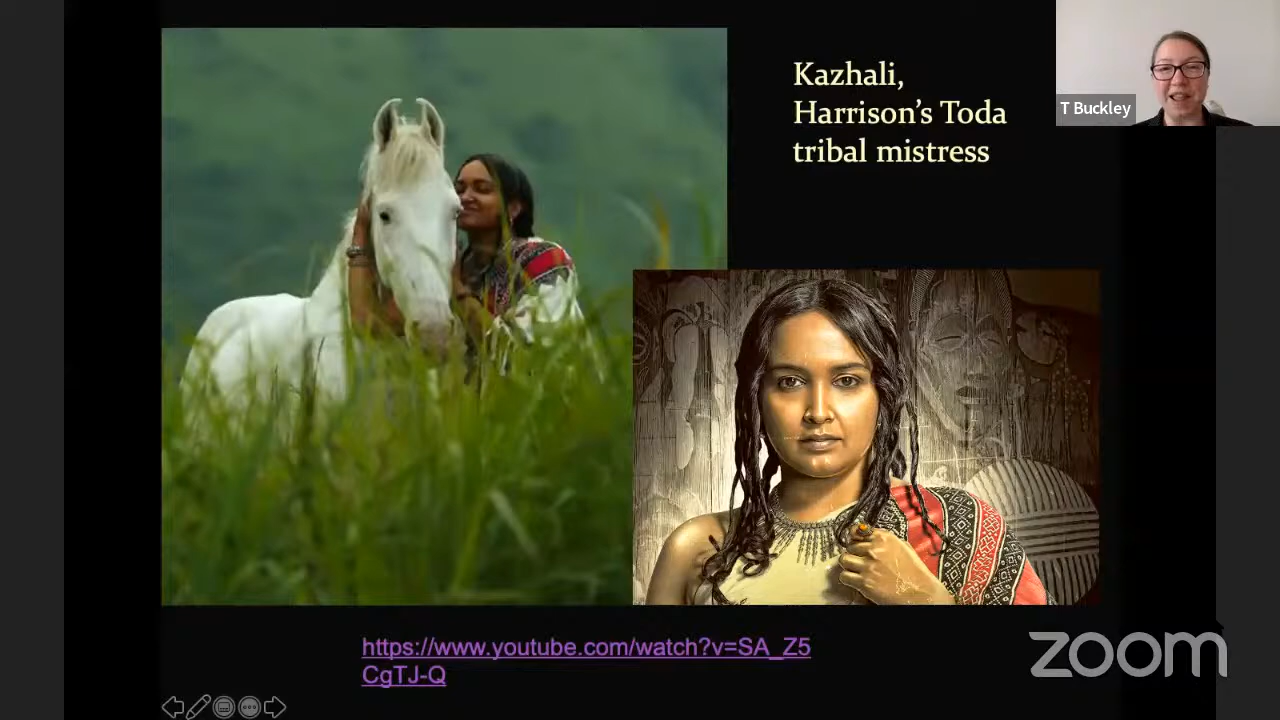 Kazhali,
Harrison's Toda
tribal mistress
T Buckley
https://www.youtube.com/watch?v=SA_Z5
CgTJ-Q
zoom